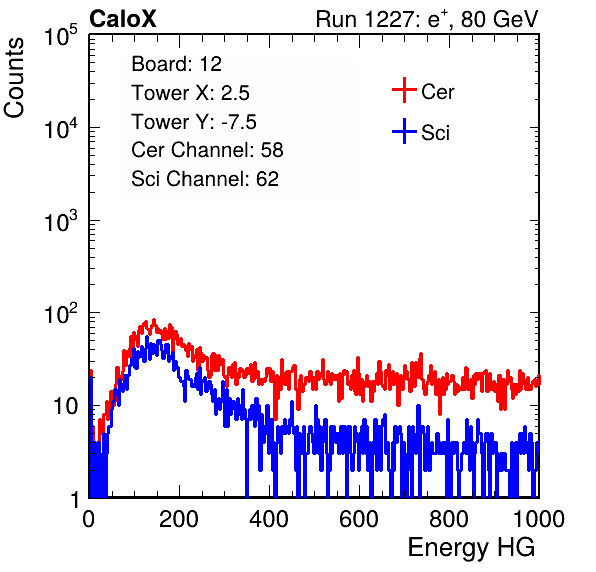 CaloX Run 1227: e⁺, 80 GeV
Counts
Board: 12
Tower X: 2.5
Tower Y: -7.5
Cer Channel: 58
Sci Channel: 62
Cer
Sci
10⁵
10⁴
10³
10²
10
1
0 200 400 600 800 1000
Energy HG